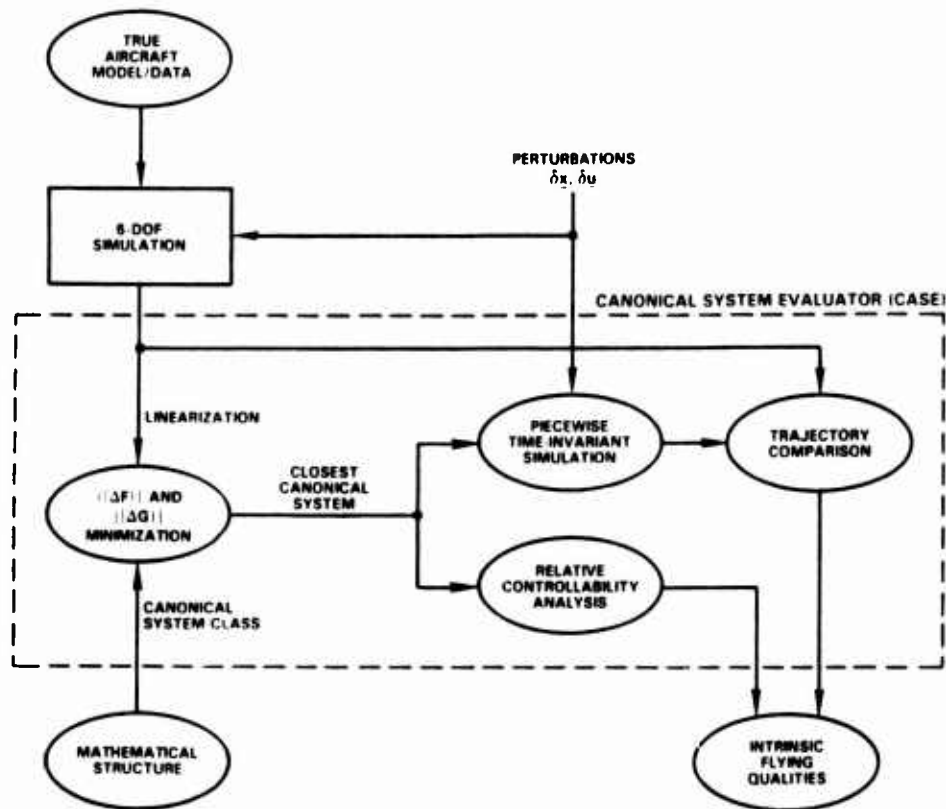 TRUE
AIRCRAFT
MODEL/DATA
PERTURBATIONS
δx, δu
6-DOF
SIMULATION
CANONICAL SYSTEM EVALUATOR (CASE)
LINEARIZATION
PIECEWISE
TIME-INVARIANT
SIMULATION
TRAJECTORY
COMPARISON
CLOSEST
CANONICAL
SYSTEM
||ΔF|| AND
||ΔG||
MINIMIZATION
RELATIVE
CONTROLLABILITY
ANALYSIS
CANONICAL
SYSTEM CLASS
MATHEMATICAL
STRUCTURE
INTRINSIC
FLYING
QUALITIES